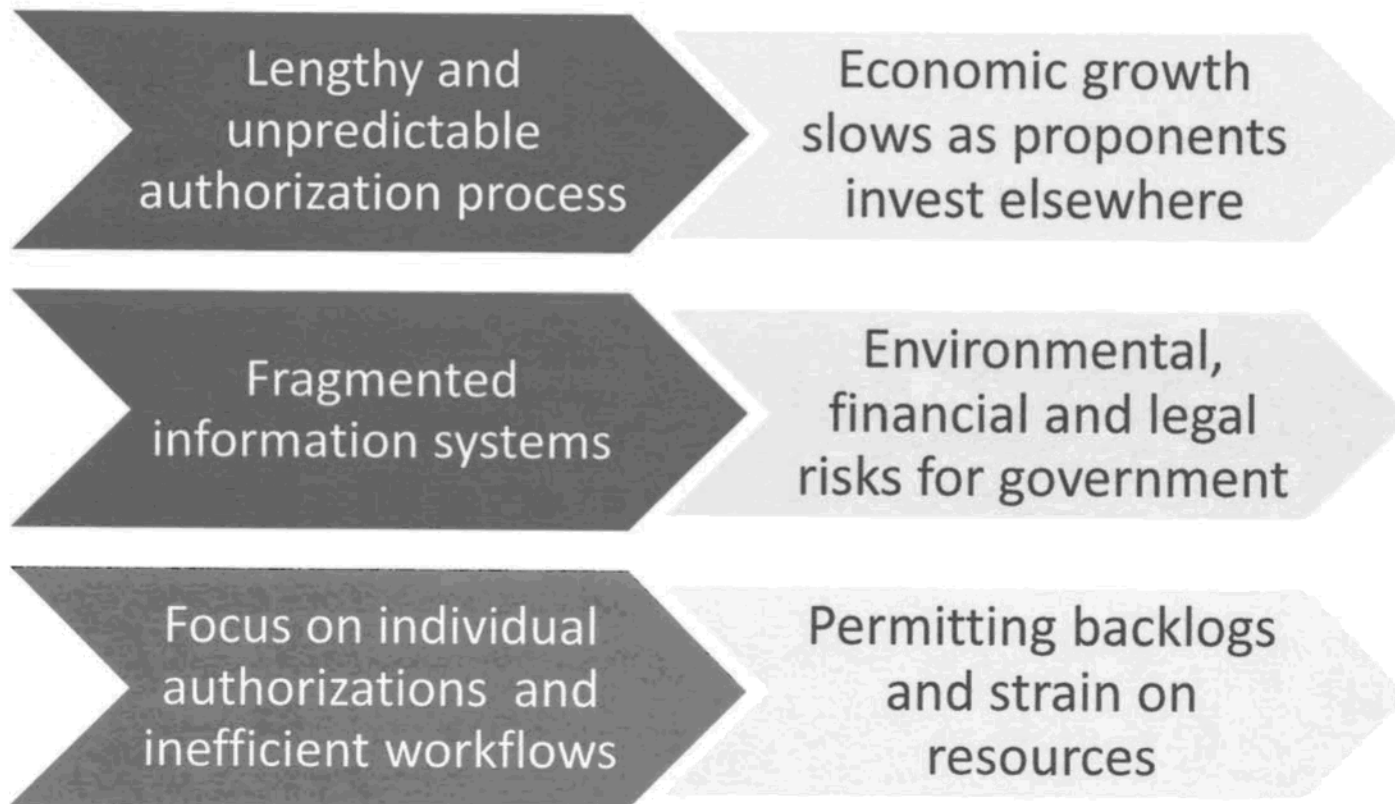 Lengthy and
unpredictable
authorization process
Economic growth
slows as proponents
invest elsewhere
Fragmented
information systems
Environmental,
financial and legal
risks for government
Focus on individual
authorizations and
inefficient workflows
Permitting backlogs
and strain on
resources